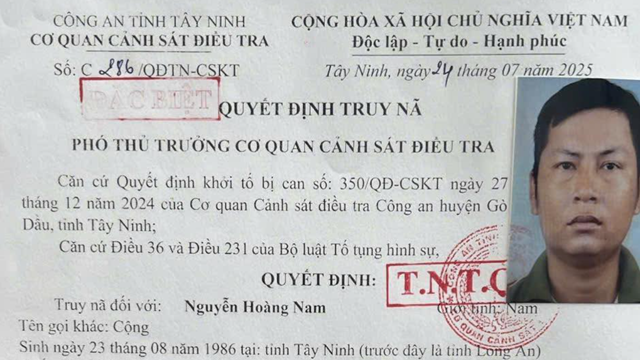 CÔNG AN TỈNH TÂY NINH
CƠ QUAN CẢNH SÁT ĐIỀU TRA
CỘNG HÒA XÃ HỘI CHỦ NGHĨA VIỆT NAM
Độc lập - Tự do - Hạnh phúc
Số: C 286/QĐTN-CSKT
Tây Ninh, ngày 24 tháng 07 năm 2025
ĐẶC BIỆT
QUYẾT ĐỊNH TRUY NÃ
PHÓ THỦ TRƯỞNG CƠ QUAN CẢNH SÁT ĐIỀU TRA
Căn cứ Quyết định khởi tố bị can số: 350/QĐ-CSKT ngày 27
tháng 12 năm 2024 của Cơ quan Cảnh sát điều tra Công an huyện Gò
Dầu, tỉnh Tây Ninh;
Căn cứ Điều 36 và Điều 231 của Bộ luật Tố tụng hình sự,
QUYẾT ĐỊNH:
T.N.T.Q
Truy nã đối với: Nguyễn Hoàng Nam Giới tính: Nam
Tên gọi khác: Cộng
Sinh ngày 23 tháng 08 năm 1986 tại: tỉnh Tây Ninh (trước đây là tỉnh Long An)